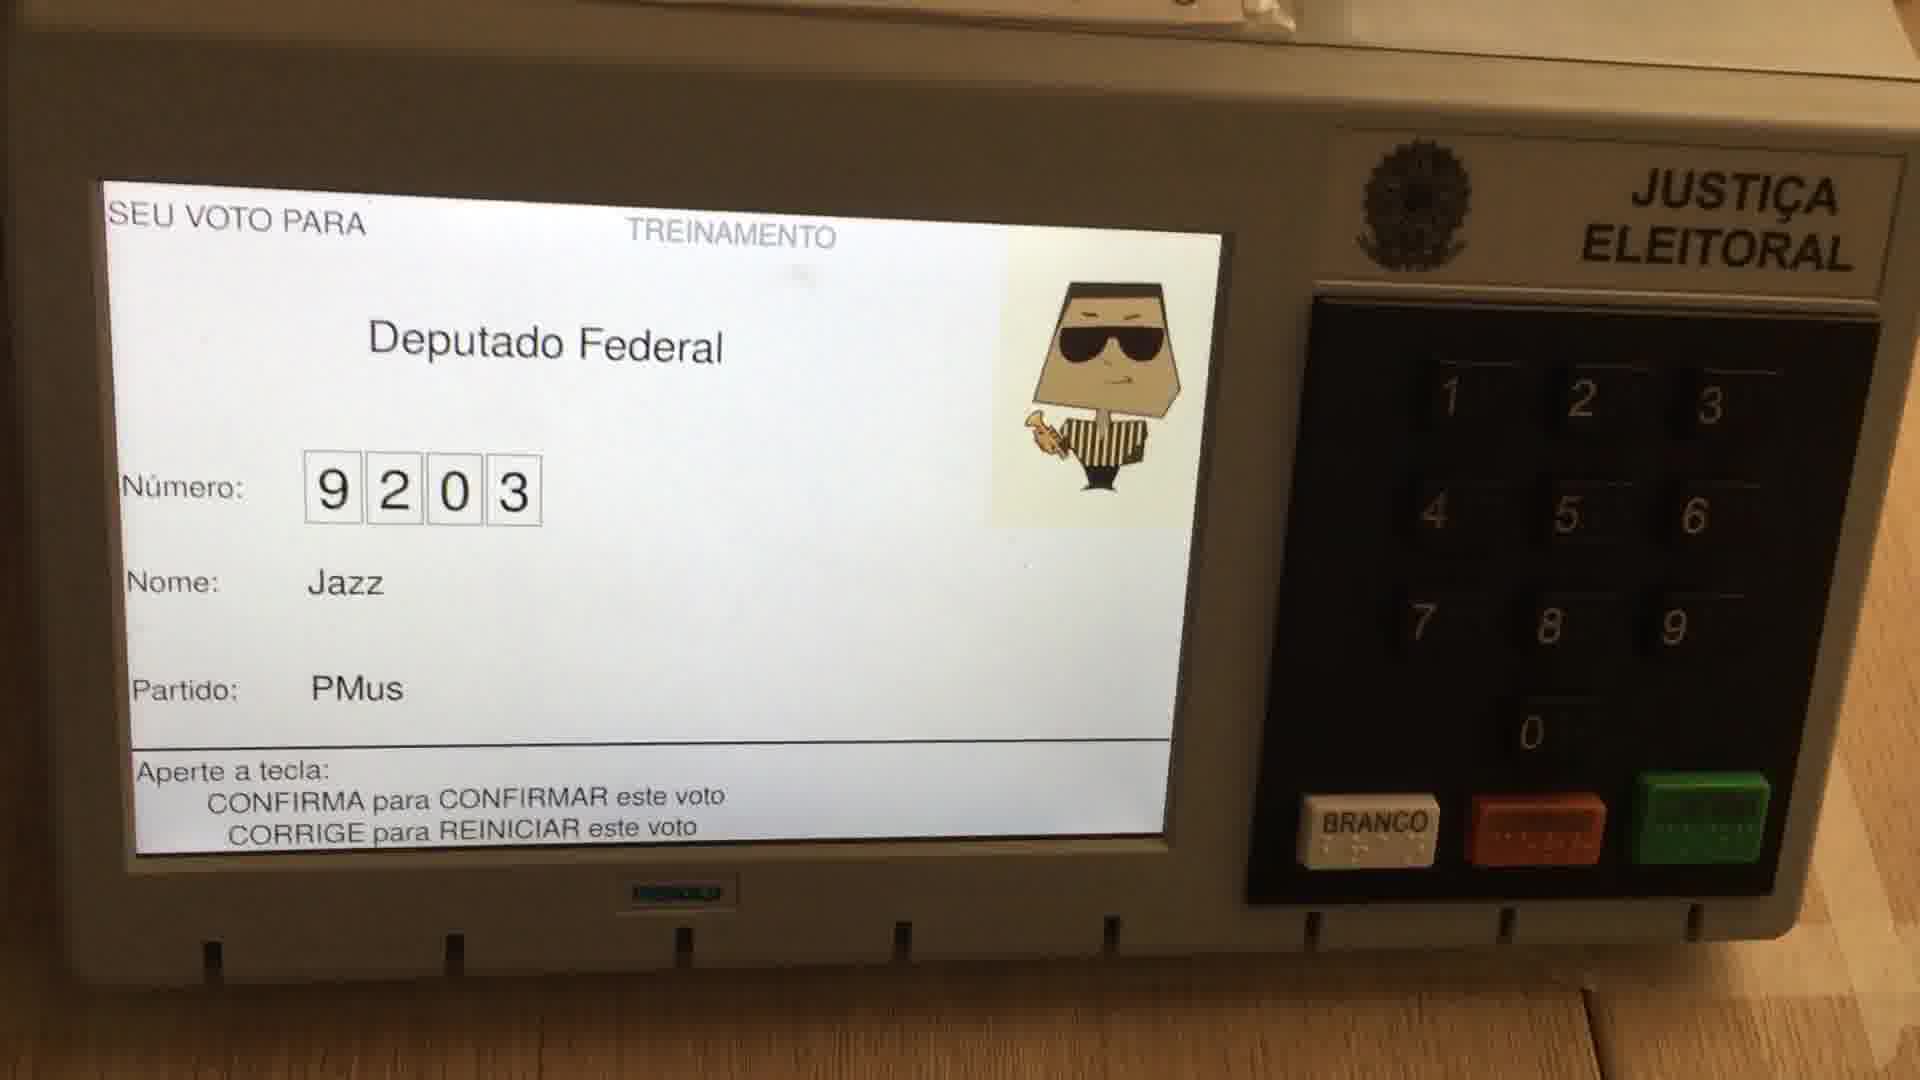 SEU VOTO PARA
TREINAMENTO
Deputado Federal
Número: 9203
Nome: Jazz
Partido: PMus
Aperte a tecla:
CONFIRMA para CONFIRMAR este voto
CORRIGE para REINICIAR este voto
JUSTIÇA
ELEITORAL
1 2 3
4 5 6
7 8 9
0
BRANCO